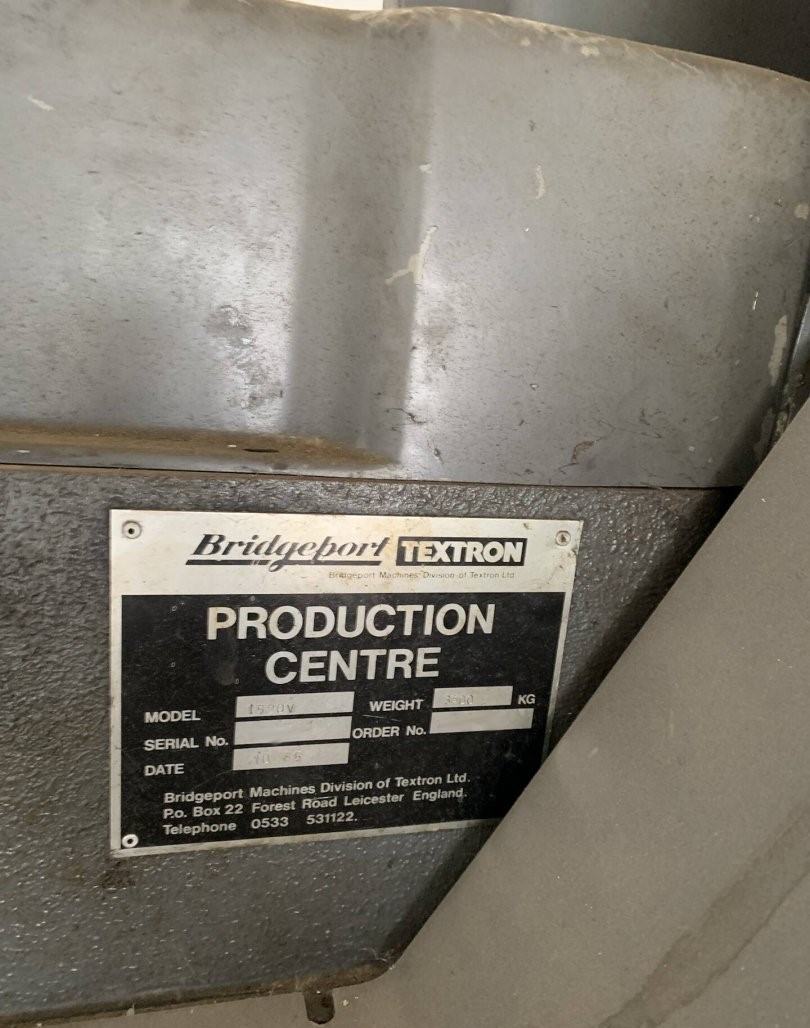 Bridgeport TEXTRON
Bridgeport Machines Division of Textron Ltd
PRODUCTION
CENTRE
MODEL WEIGHT KG
SERIAL No. ORDER No.
DATE
Bridgeport Machines Division of Textron Ltd.
P.o. Box 22 Forest Road Leicester England.
Telephone 0533 531122.